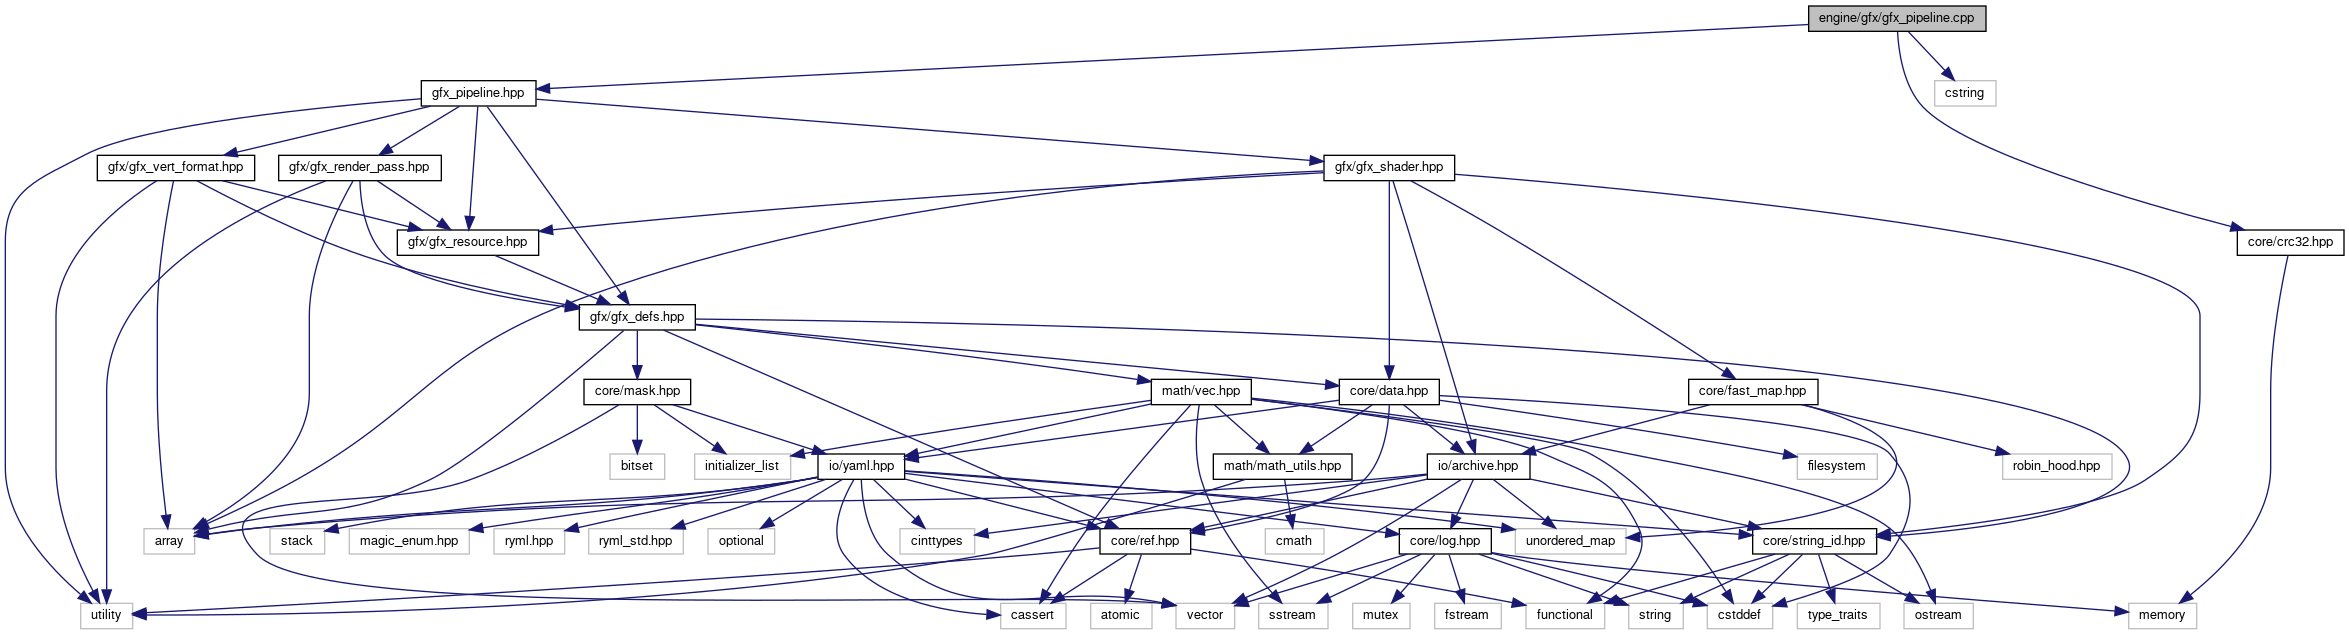 engine/gfx/gfx_pipeline.cpp
gfx_pipeline.hpp
cstring
gfx/gfx_vert_format.hpp
gfx/gfx_render_pass.hpp
gfx/gfx_shader.hpp
gfx/gfx_resource.hpp
core/crc32.hpp
gfx/gfx_defs.hpp
core/mask.hpp
math/vec.hpp
core/data.hpp
core/fast_map.hpp
bitset
initializer_list
io/yaml.hpp
math/math_utils.hpp
io/archive.hpp
filesystem
robin_hood.hpp
array
stack
magic_enum.hpp
ryml.hpp
ryml_std.hpp
optional
cinttypes
core/ref.hpp
cmath
core/log.hpp
unordered_map
core/string_id.hpp
utility
cassert
atomic
vector
sstream
mutex
fstream
functional
string
cstddef
type_traits
ostream
memory